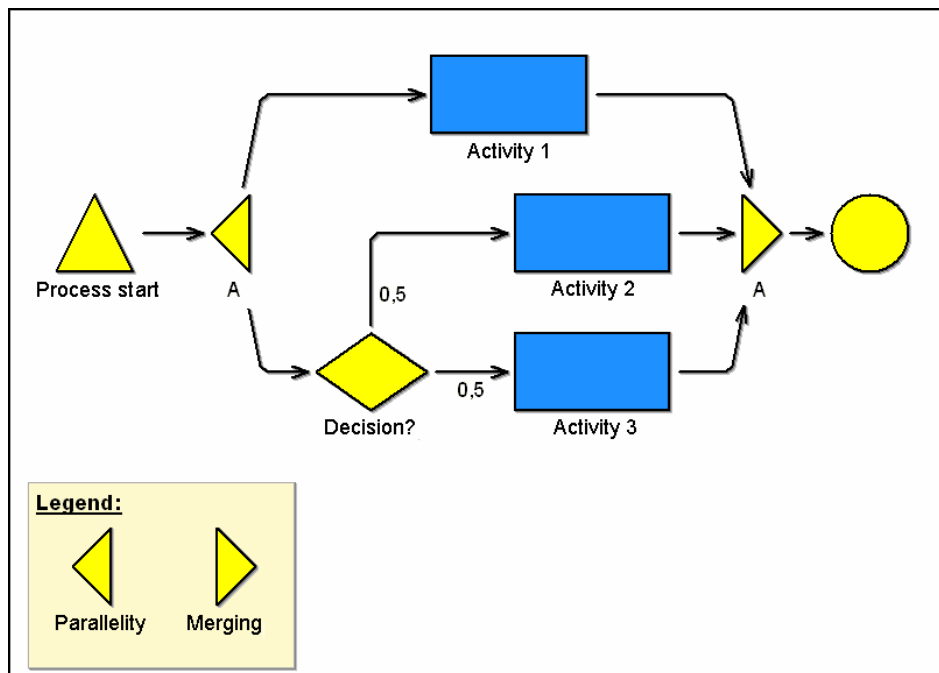 Activity 1
Process start
A
0,5
Activity 2
A
Decision?
0,5
Activity 3
Legend:
Parallelity
Merging